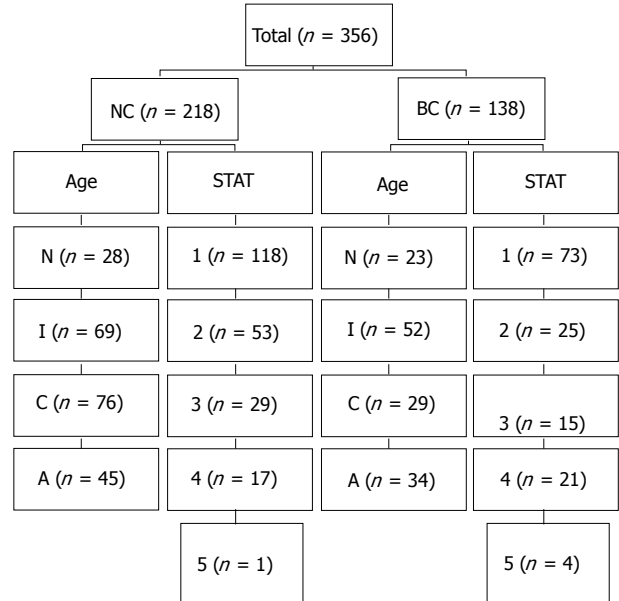 Total (n = 356)
NC (n = 218)
BC (n = 138)
Age
STAT
Age
STAT
N (n = 28)
1 (n = 118)
N (n = 23)
1 (n = 73)
I (n = 69)
2 (n = 53)
I (n = 52)
2 (n = 25)
C (n = 76)
3 (n = 29)
C (n = 29)
3 (n = 15)
A (n = 45)
4 (n = 17)
A (n = 34)
4 (n = 21)
5 (n = 1)
5 (n = 4)